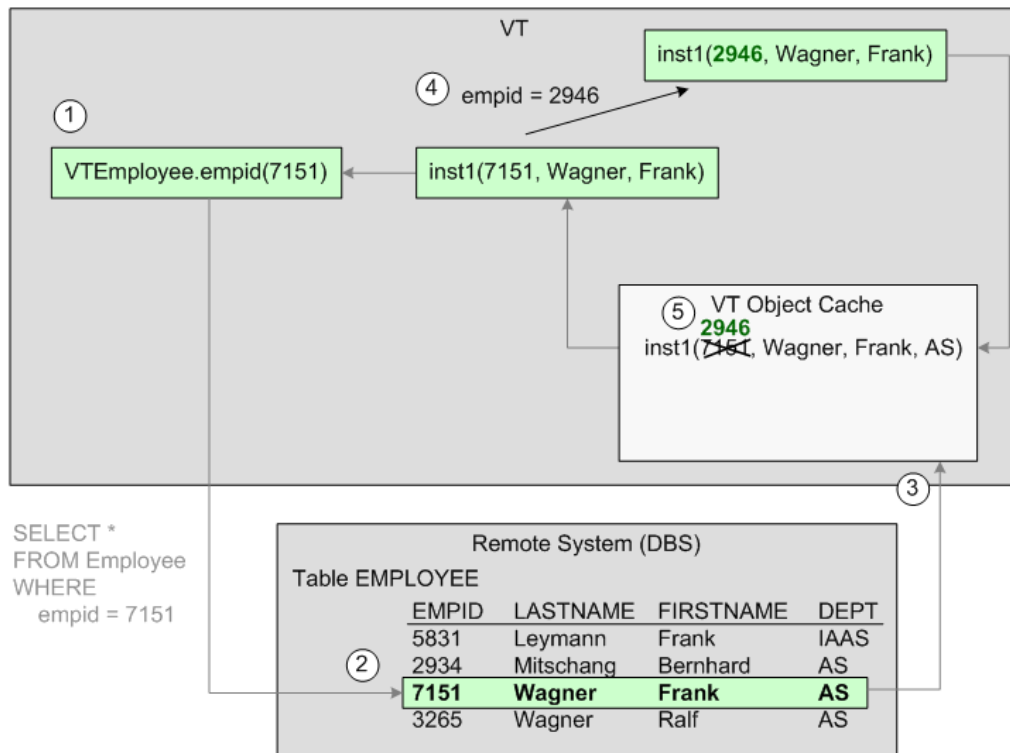 VT
inst1(2946, Wagner, Frank)
4
empid = 2946
1
VTEmployee.empid(7151)
inst1(7151, Wagner, Frank)
VT Object Cache
5
2946
inst1(7151, Wagner, Frank, AS)
3
SELECT *
FROM Employee
WHERE
empid = 7151
Remote System (DBS)
Table EMPLOYEE
EMPID LASTNAME FIRSTNAME DEPT
5831 Leymann Frank IAAS
2
2934 Mitschang Bernhard AS
7151 Wagner Frank AS
3265 Wagner Ralf AS